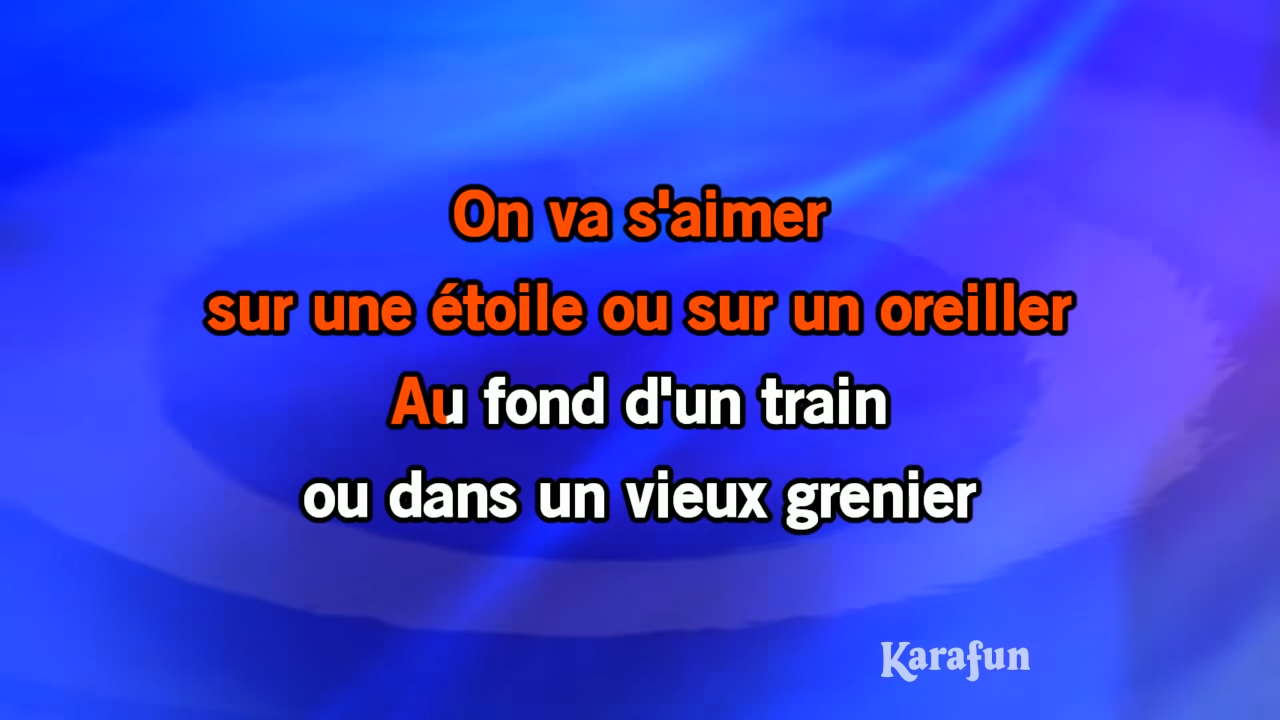 On va s'aimer
sur une étoile ou sur un oreiller
Au fond d'un train
ou dans un vieux grenier
Karafun